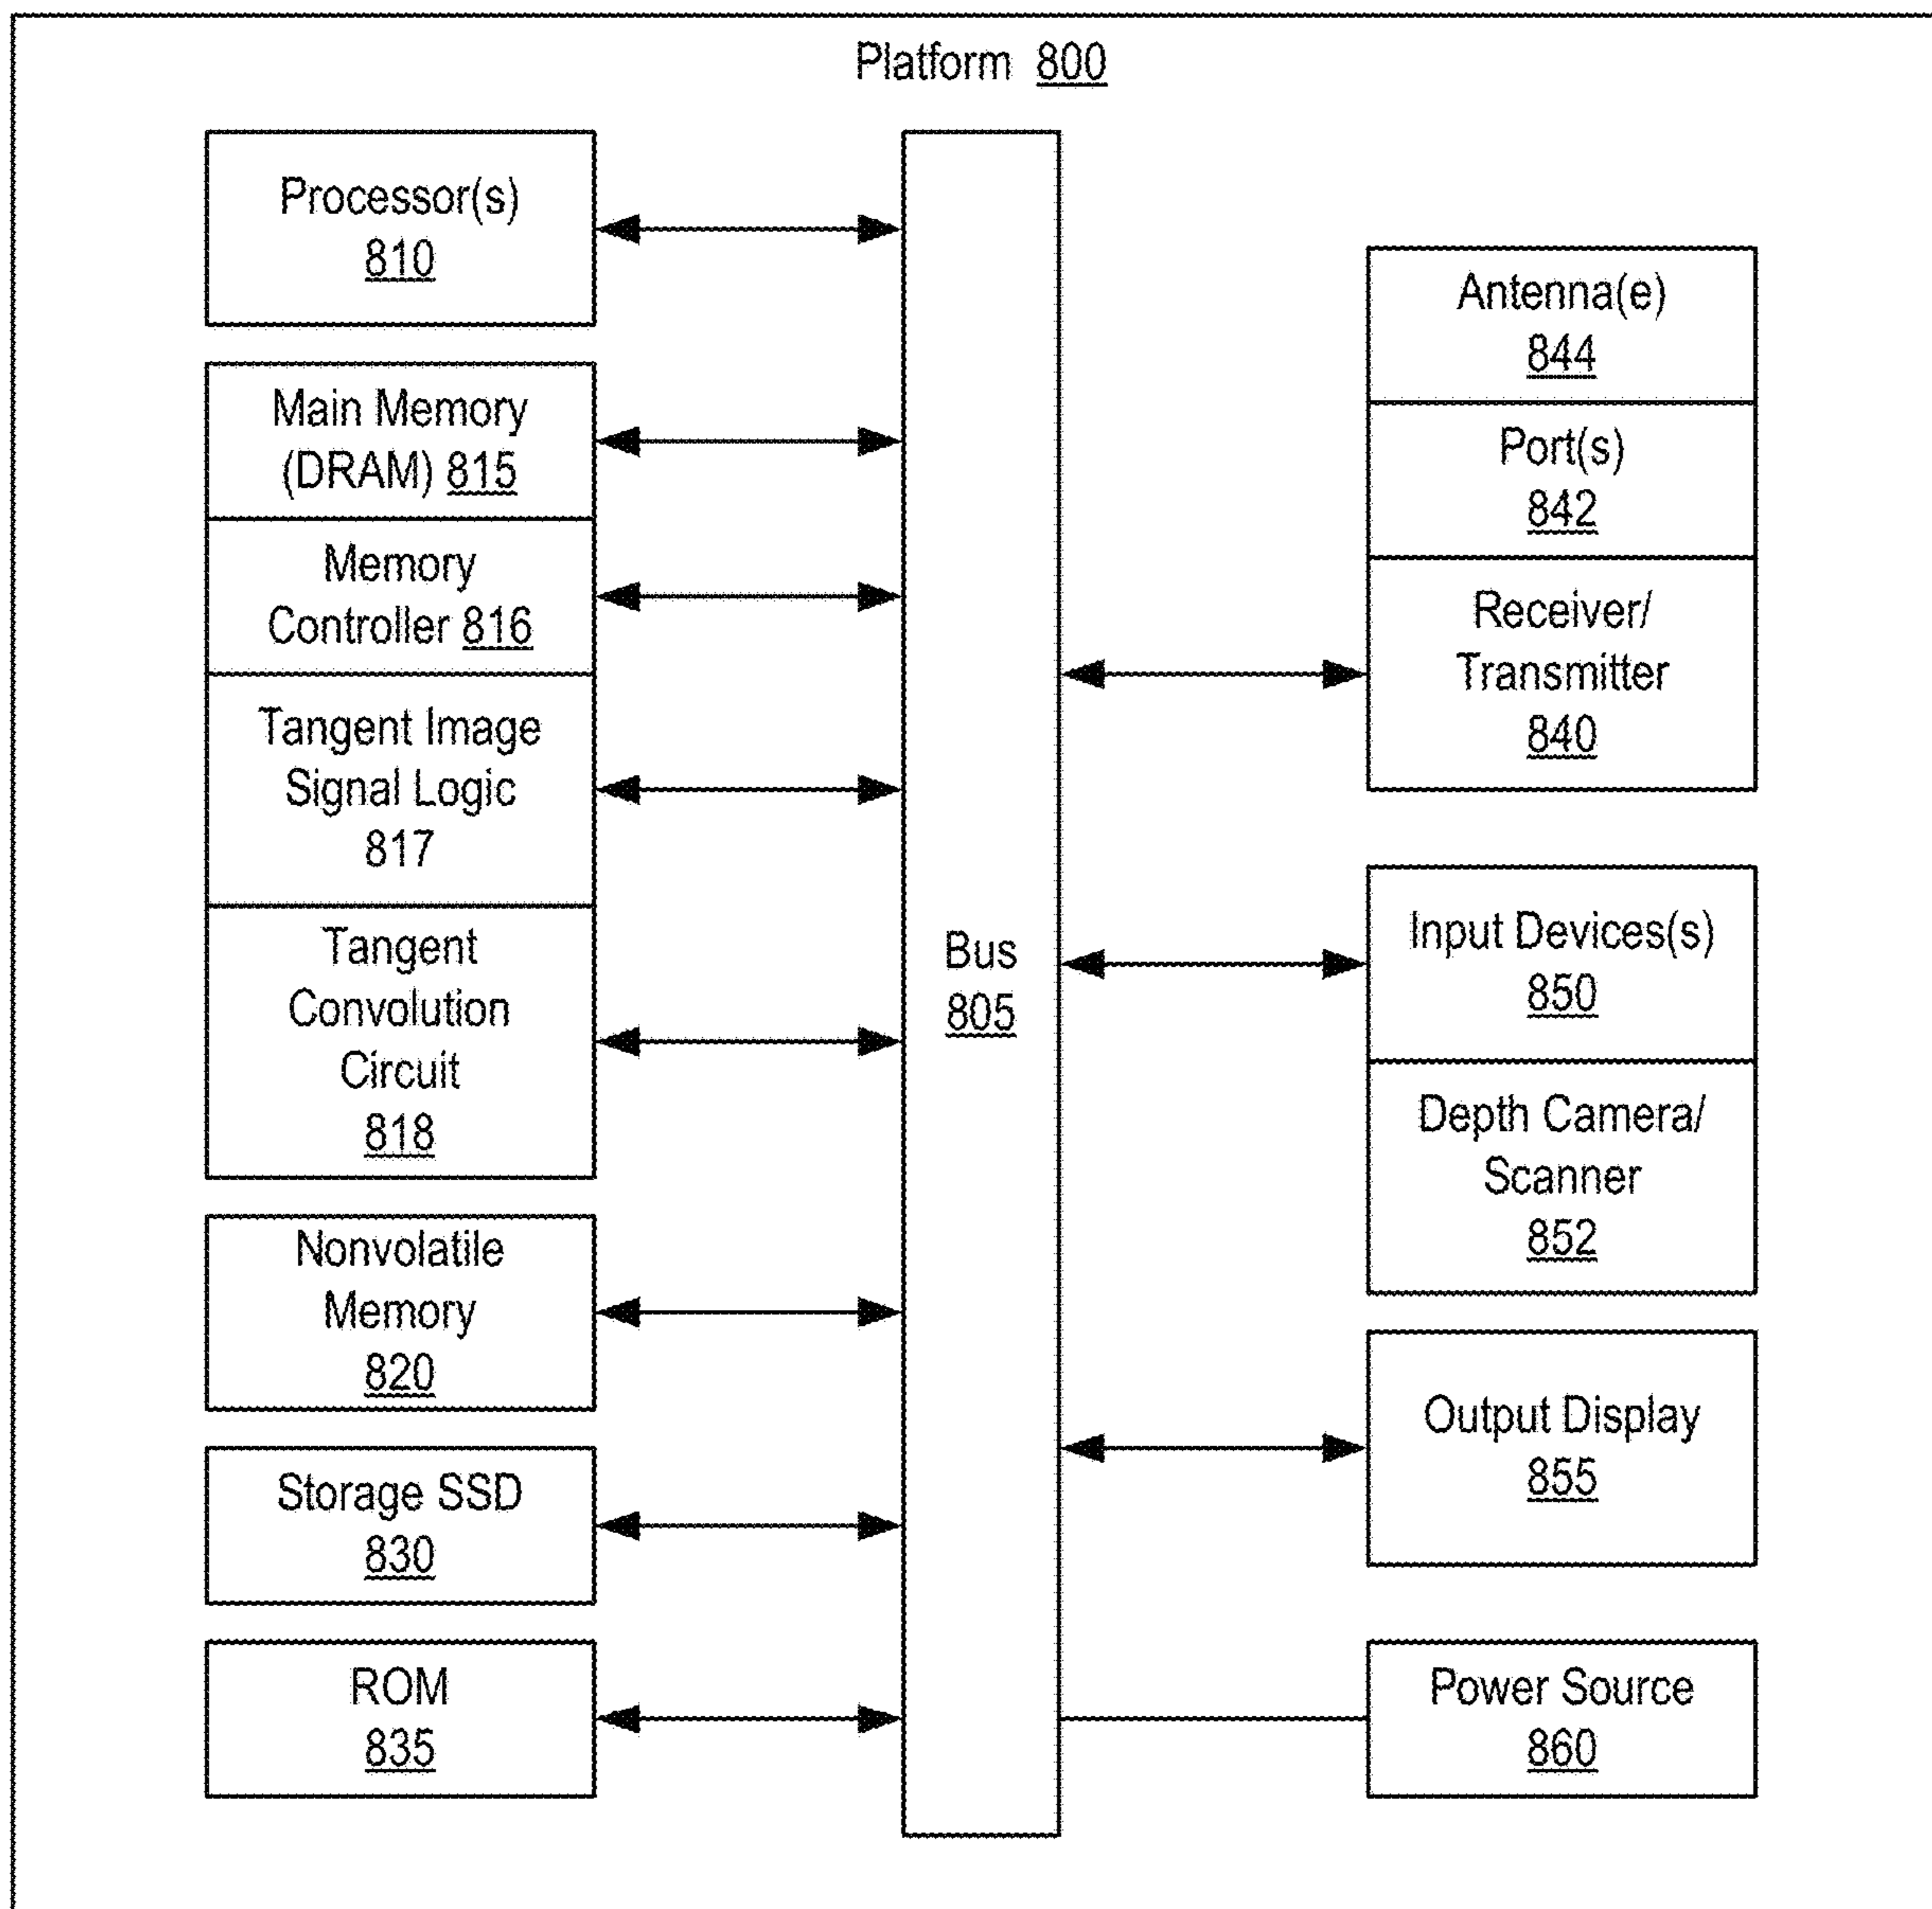 Platform 800
Processor(s)
810
Main Memory
(DRAM) 815
Memory
Controller 816
Tangent Image
Signal Logic
817
Tangent
Convolution
Circuit
818
Nonvolatile
Memory
820
Storage SSD
830
ROM
835
Bus
805
Antenna(e)
844
Port(s)
842
Receiver/
Transmitter
840
Input Devices(s)
850
Depth Camera/
Scanner
852
Output Display
855
Power Source
860